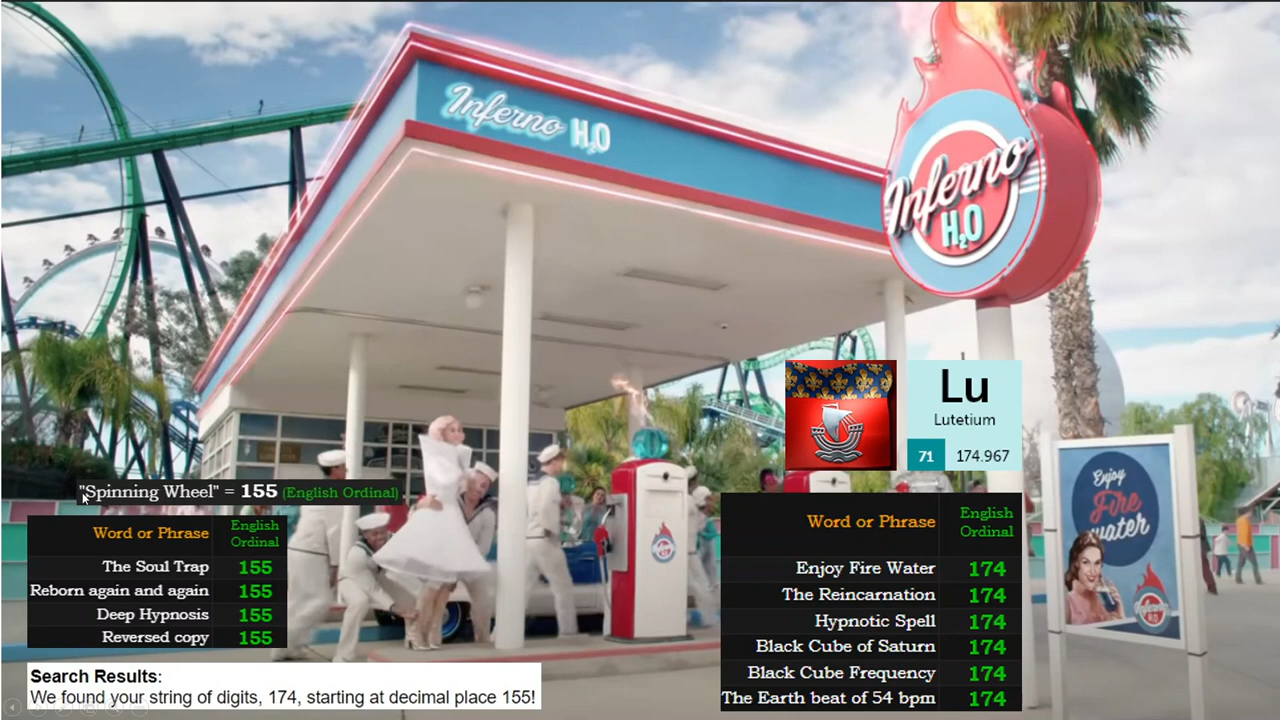 Inferno H₂O
Inferno
H₂O
Lu
Lutetium
71 174.967
Enjoy
Fire
water
"Spinning Wheel" = 155 (English Ordinal)
Word or Phrase English Ordinal
The Soul Trap 155
Reborn again and again 155
Deep Hypnosis 155
Reversed copy 155
Word or Phrase English Ordinal
Enjoy Fire Water 174
The Reincarnation 174
Hypnotic Spell 174
Black Cube of Saturn 174
Black Cube Frequency 174
The Earth beat of 54 bpm 174
Search Results:
We found your string of digits, 174, starting at decimal place 155!